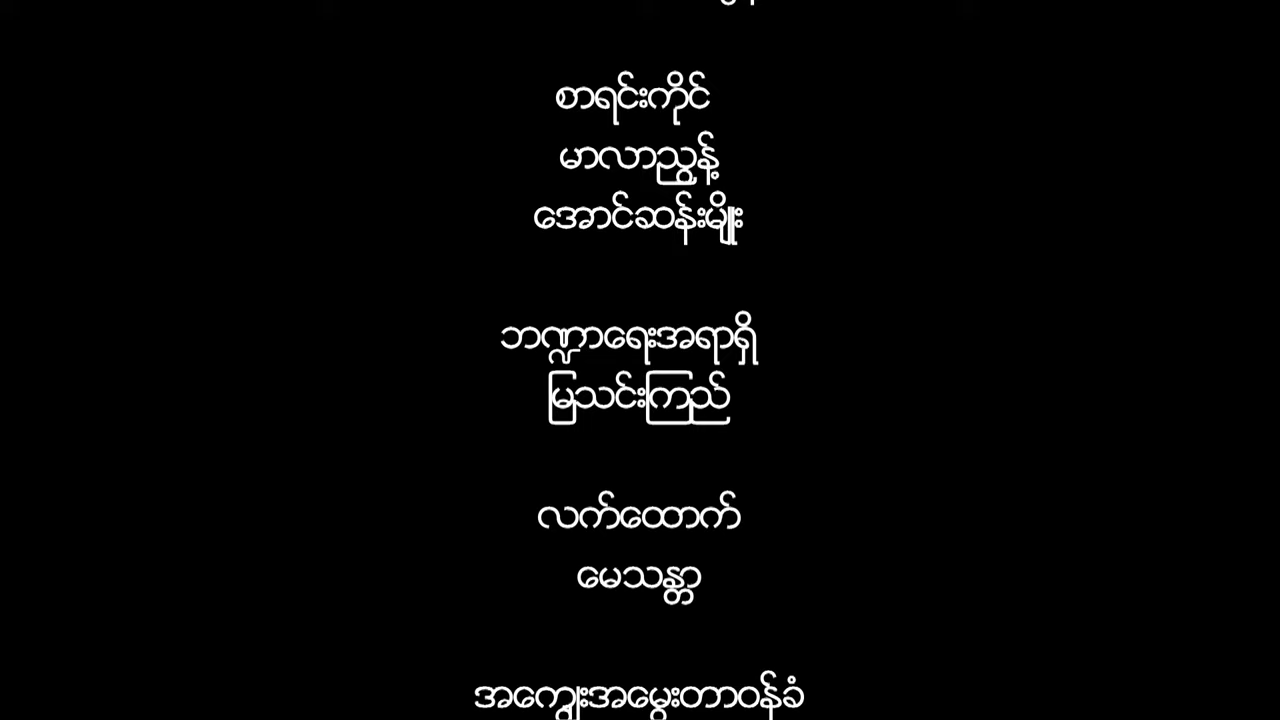 စာရင်းကိုင်
မာလာညွန့်
အောင်ဆန်းမျိုး
ဘဏ္ဍာရေးအရာရှိ
မြသင်းကြည်
လက်ထောက်
မေသန္တာ
အကျွေးအမွေးတာဝန်ခံ